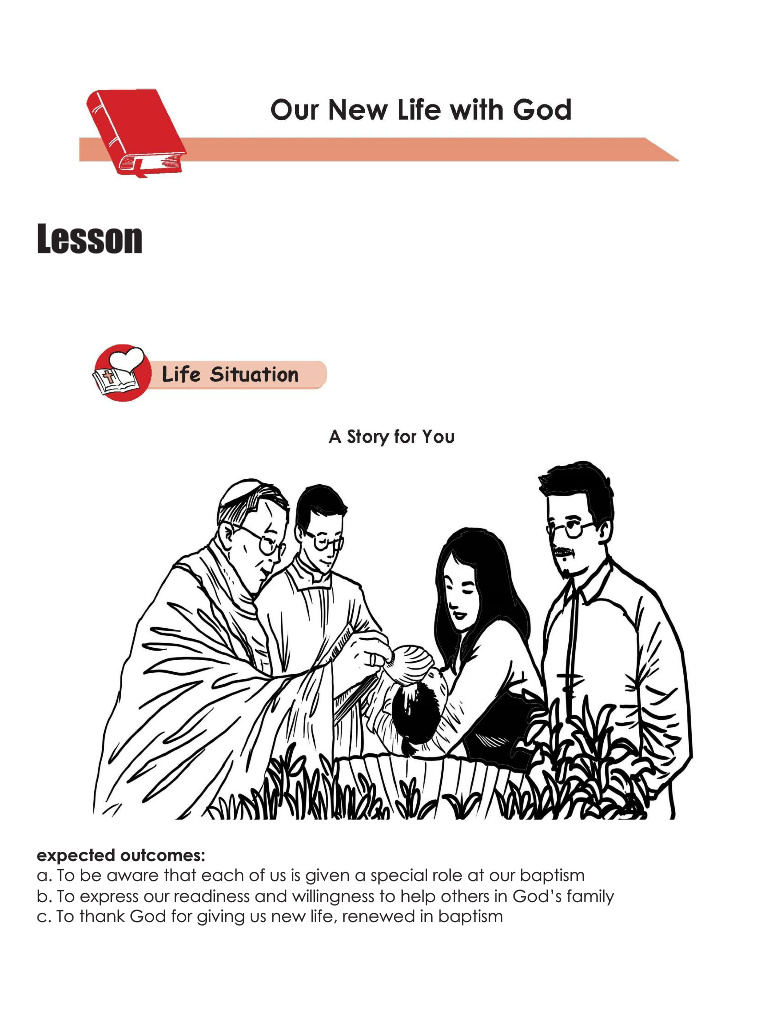 Our New Life with God
Lesson
Life Situation
A Story for You
expected outcomes:
a. To be aware that each of us is given a special role at our baptism
b. To express our readiness and willingness to help others in God's family
c. To thank God for giving us new life, renewed in baptism